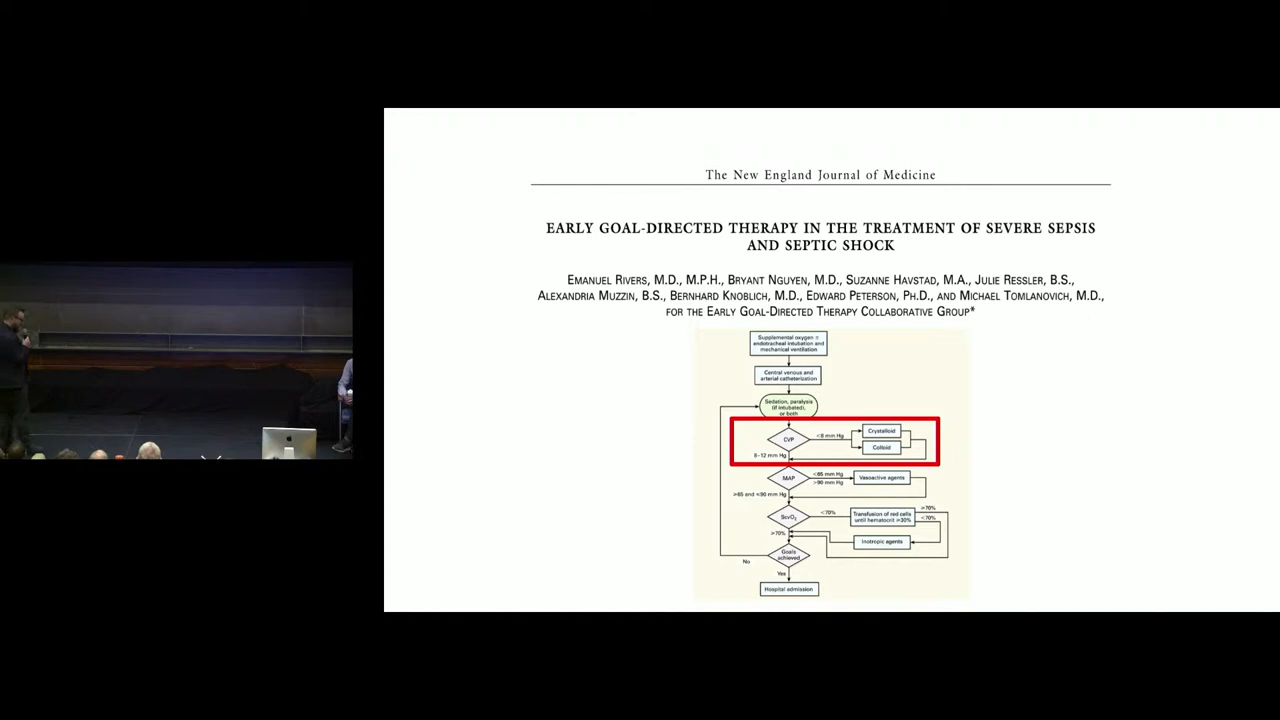 The New England Journal of Medicine
EARLY GOAL-DIRECTED THERAPY IN THE TREATMENT OF SEVERE SEPSIS
AND SEPTIC SHOCK
EMANUEL RIVERS, M.D., M.P.H., BRYANT NGUYEN, M.D., SUZANNE HAVSTAD, M.A., JULIE RESSLER, B.S.,
ALEXANDRIA MUZZIN, B.S., BERNHARD KNOBLICH, M.D., EDWARD PETERSON, PH.D., AND MICHAEL TOMLANOVICH, M.D.,
FOR THE EARLY GOAL-DIRECTED THERAPY COLLABORATIVE GROUP*
Supplemental oxygen ±
endotracheal intubation and
mechanical ventilation
Central venous and
arterial catheterization
Sedation, paralysis
(if intubated),
or both
CVP
<8 mm Hg
Crystalloid
Colloid
8–12 mm Hg
MAP
<65 mm Hg
>90 mm Hg
Vasoactive agents
≥65 and ≤90 mm Hg
ScvO₂
<70%
Transfusion of red cells
until hematocrit ≥30%
≥70%
<70%
≥70%
Inotropic agents
Goals
achieved
No
Yes
Hospital admission